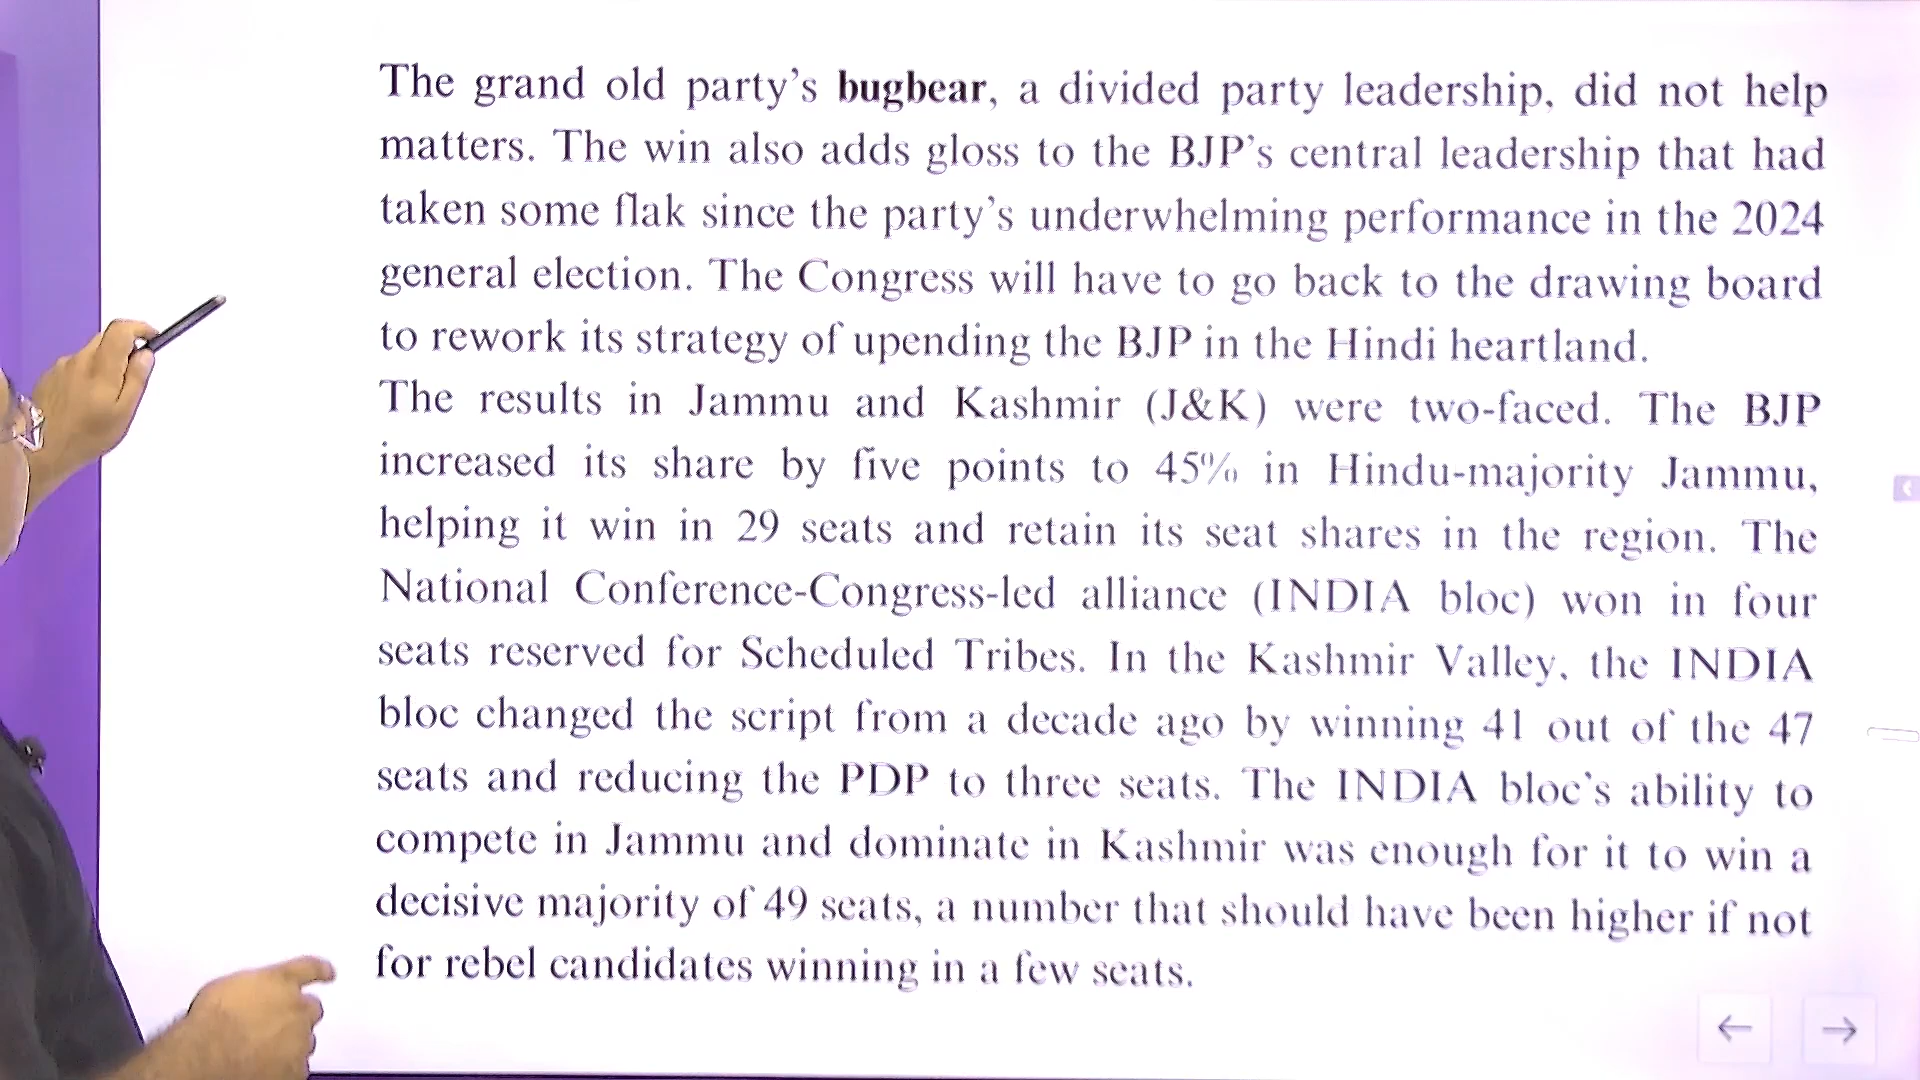 The grand old party’s bugbear, a divided party leadership, did not help
matters. The win also adds gloss to the BJP’s central leadership that had
taken some flak since the party’s underwhelming performance in the 2024
general election. The Congress will have to go back to the drawing board
to rework its strategy of upending the BJP in the Hindi heartland.
The results in Jammu and Kashmir (J&K) were two-faced. The BJP
increased its share by five points to 45% in Hindu-majority Jammu,
helping it win in 29 seats and retain its seat shares in the region. The
National Conference-Congress-led alliance (INDIA bloc) won in four
seats reserved for Scheduled Tribes. In the Kashmir Valley, the INDIA
bloc changed the script from a decade ago by winning 41 out of the 47
seats and reducing the PDP to three seats. The INDIA bloc’s ability to
compete in Jammu and dominate in Kashmir was enough for it to win a
decisive majority of 49 seats, a number that should have been higher if not
for rebel candidates winning in a few seats.